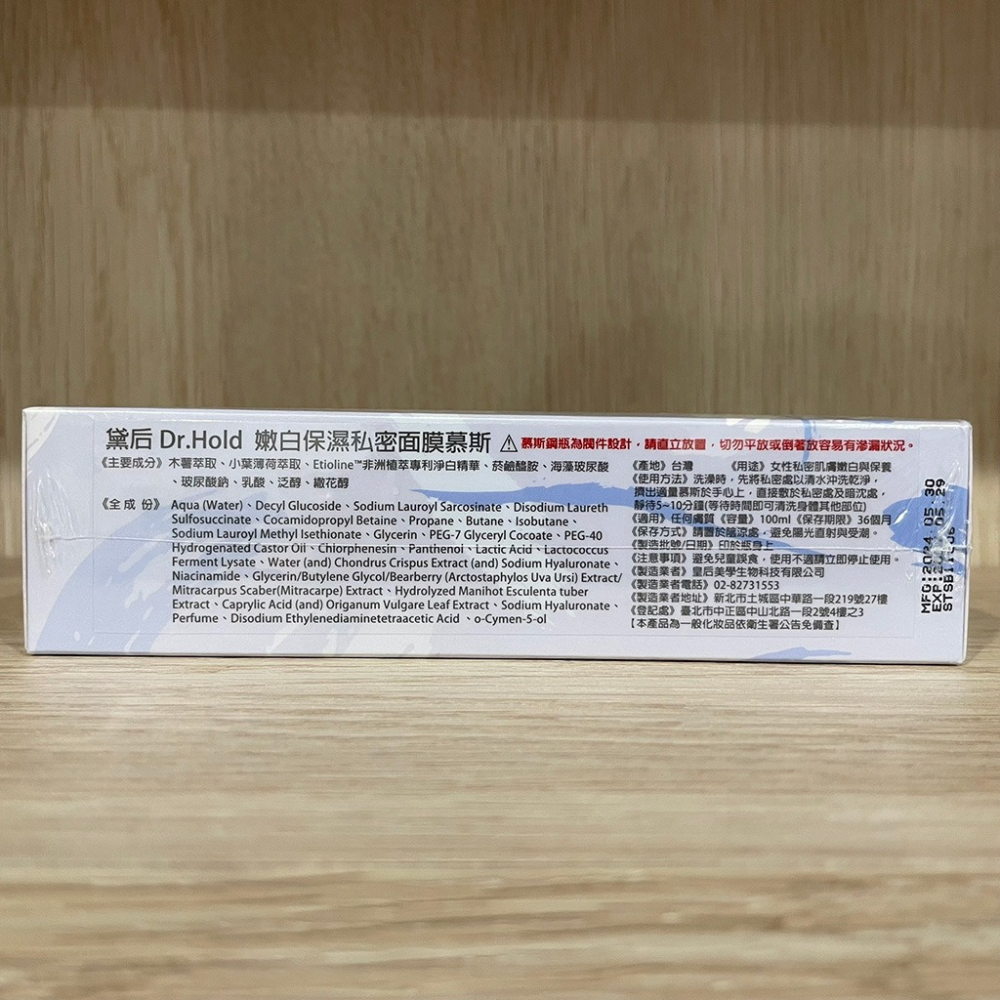 黛后 Dr.Hold 嫩白保濕私密面膜慕斯 ⚠ 慕斯鋼瓶為閥件設計，請直立放置，切勿平放或倒著放容易有滲漏狀況。
《主要成分》木薯萃取、小葉薄荷萃取、Etioline™非洲植萃專利淨白精華、菸鹼醯胺、海藻玻尿酸
、玻尿酸鈉、乳酸、泛醇、繖花醇
《全成份》 Aqua (Water)、Decyl Glucoside、Sodium Lauroyl Sarcosinate、Disodium Laureth
Sulfosuccinate、Cocamidopropyl Betaine、Propane、Butane、Isobutane、
Sodium Lauroyl Methyl Isethionate、Glycerin、PEG-7 Glyceryl Cocoate、PEG-40
Hydrogenated Castor Oil、Chlorphenesin、Panthenol、Lactic Acid、Lactococcus
Ferment Lysate、Water (and) Chondrus Crispus Extract (and) Sodium Hyaluronate、
Niacinamide、Glycerin/Butylene Glycol/Bearberry (Arctostaphylos Uva Ursi) Extract/
Mitracarpus Scaber(Mitracarpe) Extract、Hydrolyzed Manihot Esculenta tuber
Extract、Caprylic Acid (and) Origanum Vulgare Leaf Extract、Sodium Hyaluronate、
Perfume、Disodium Ethylenediaminetetraacetic Acid、o-Cymen-5-ol
《產地》台灣 《用途》女性私密肌膚嫩白與保養
《使用方法》洗澡時，先將私密處以清水沖洗乾淨，
擠出適量慕斯於手心上，直接敷於私密處及暗沈處，
靜待5~10分鐘(等待時間即可清洗身體其他部位)
《適用》任何膚質《容量》100ml《保存期限》36個月
《保存方式》請置於陰涼處，避免陽光直射與受潮。
《製造批號/日期》印於瓶身上
《注意事項》避免兒童誤食，使用不適請立即停止使用。
《製造業者》皇后美學生物科技有限公司
《製造業者電話》02-82731553
《製造業者地址》新北市土城區中華路一段219號27樓
《登記處》臺北市中正區中山北路一段2號4樓之3
【本產品為一般化妝品依衛生署公告免備查】
MFG:2024 05 30